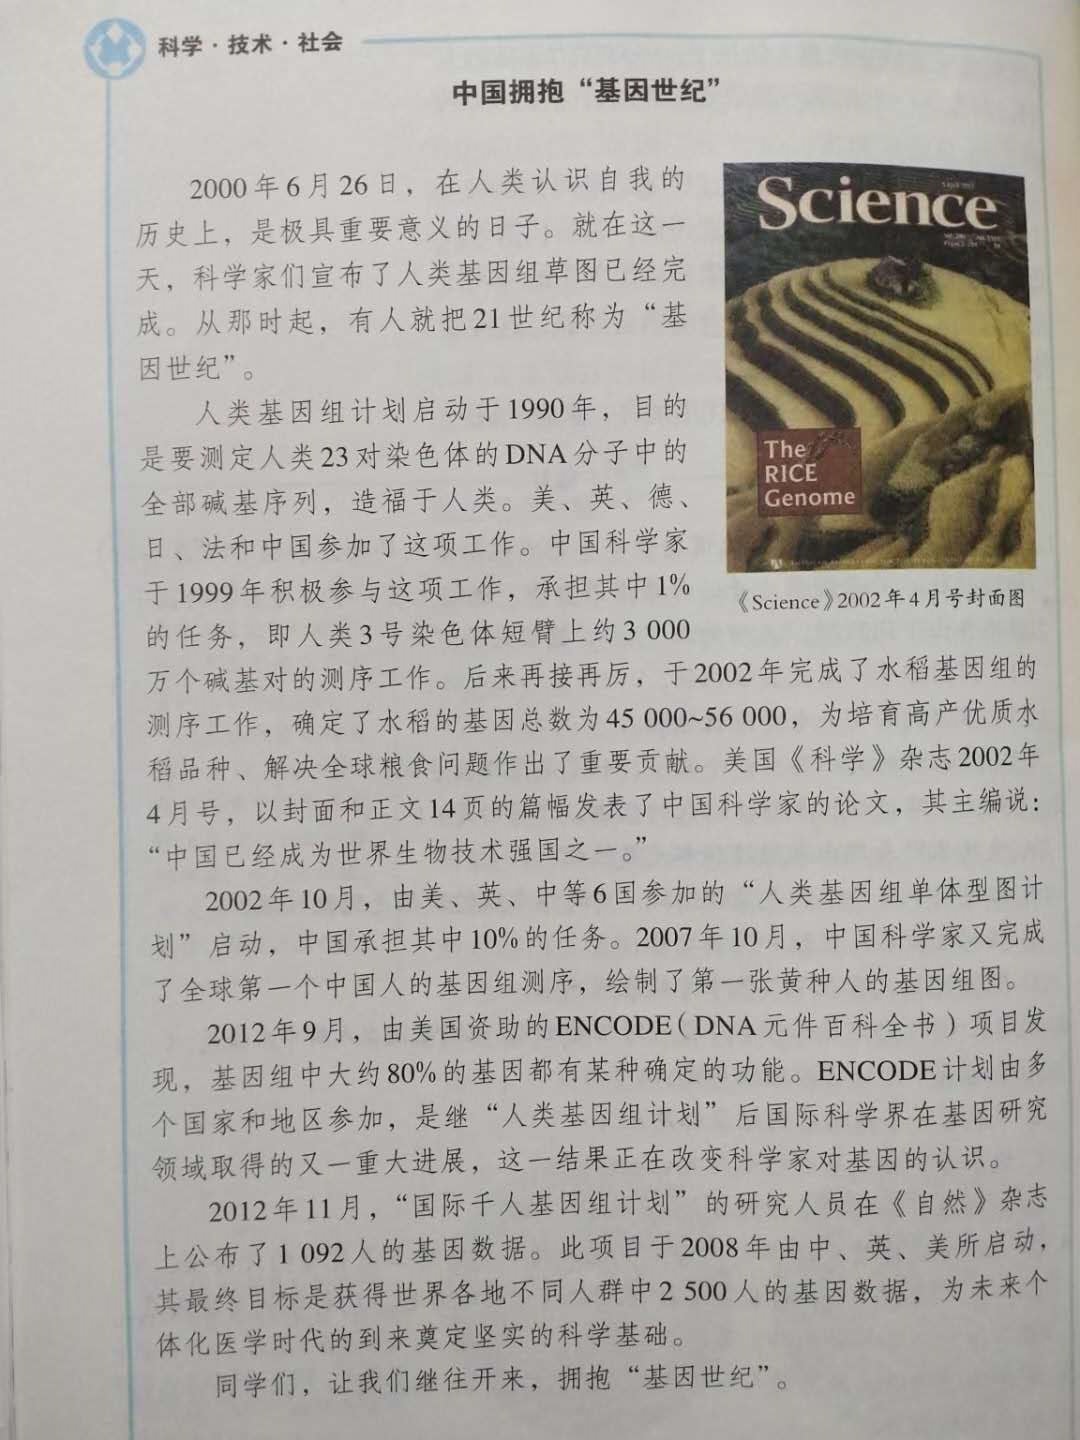 科学·技术·社会
中国拥抱“基因世纪”
2000年6月26日，在人类认识自我的
历史上，是极具重要意义的日子。就在这一
天，科学家们宣布了人类基因组草图已经完
成。从那时起，有人就把21世纪称为“基
因世纪”。
人类基因组计划启动于1990年，目的
是要测定人类23对染色体的DNA分子中的
全部碱基序列，造福于人类。美、英、德、
日、法和中国参加了这项工作。中国科学家
于1999年积极参与这项工作，承担其中1%
的任务，即人类3号染色体短臂上约3 000
万个碱基对的测序工作。后来再接再厉，于2002年完成了水稻基因组的
测序工作，确定了水稻的基因总数为45 000~56 000，为培育高产优质水
稻品种、解决全球粮食问题作出了重要贡献。美国《科学》杂志2002年
4月号，以封面和正文14页的篇幅发表了中国科学家的论文，其主编说：
“中国已经成为世界生物技术强国之一。”
2002年10月，由美、英、中等6国参加的“人类基因组单体型图计
划”启动，中国承担其中10%的任务。2007年10月，中国科学家又完成
了全球第一个中国人的基因组测序，绘制了第一张黄种人的基因组图。
2012年9月，由美国资助的ENCODE（DNA元件百科全书）项目发
现，基因组中大约80%的基因都有某种确定的功能。ENCODE计划由多
个国家和地区参加，是继“人类基因组计划”后国际科学界在基因研究
领域取得的又一重大进展，这一结果正在改变科学家对基因的认识。
2012年11月，“国际千人基因组计划”的研究人员在《自然》杂志
上公布了1 092人的基因数据。此项目于2008年由中、英、美所启动，
其最终目标是获得世界各地不同人群中2 500人的基因数据，为未来个
体化医学时代的到来奠定坚实的科学基础。
同学们，让我们继往开来，拥抱“基因世纪”。
Science
The
RICE
Genome
《Science》2002年4月号封面图